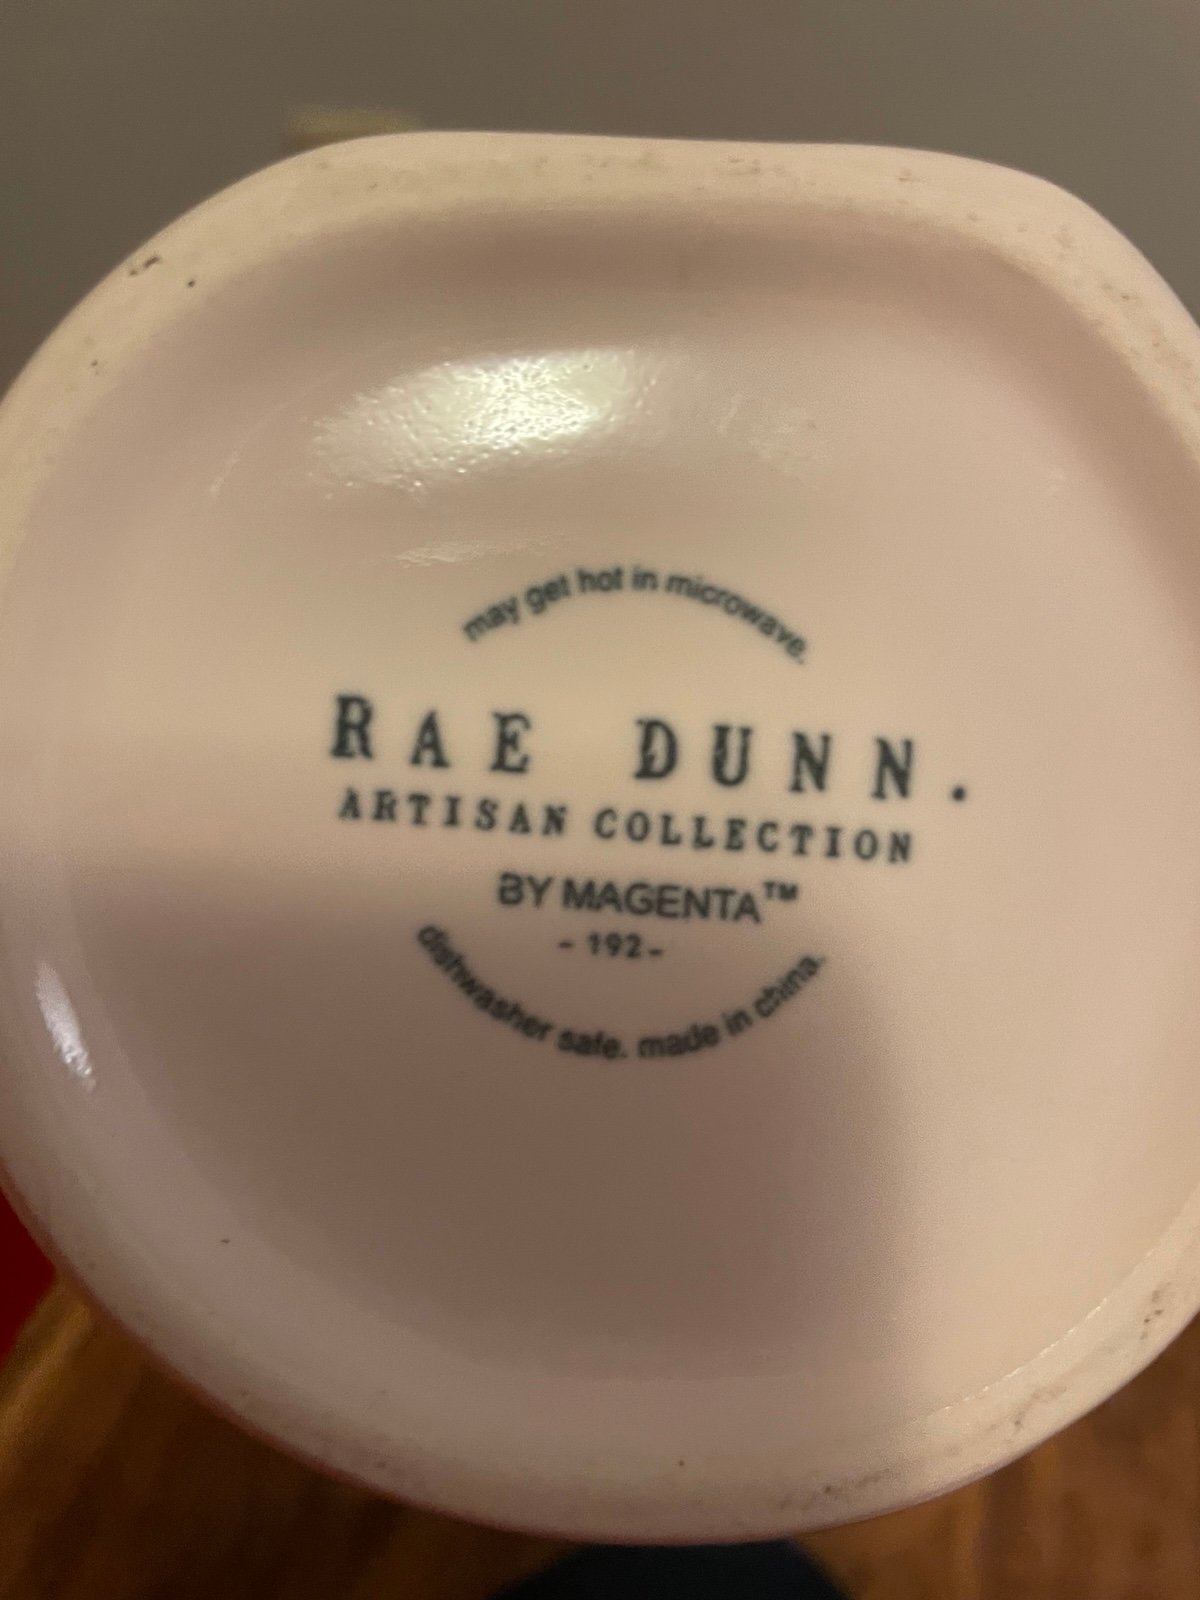 may get hot in microwave.
RAE DUNN.
ARTISAN COLLECTION
BY MAGENTA™
- 192 -
dishwasher safe. made in china.